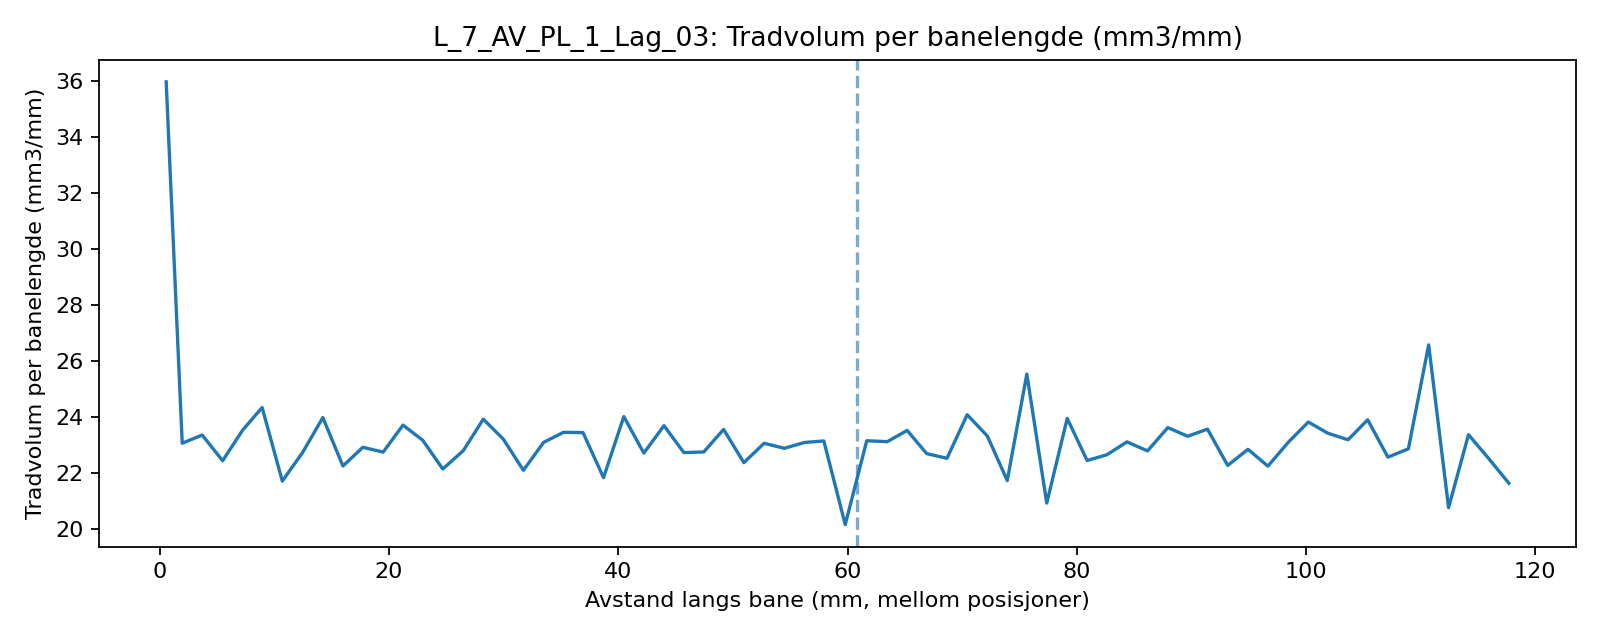 L_7_AV_PL_1_Lag_03: Tradvolum per banelengde (mm3/mm)
Tradvolum per banelengde (mm3/mm)
36
34
32
30
28
26
24
22
20
0 20 40 60 80 100 120
Avstand langs bane (mm, mellom posisjoner)